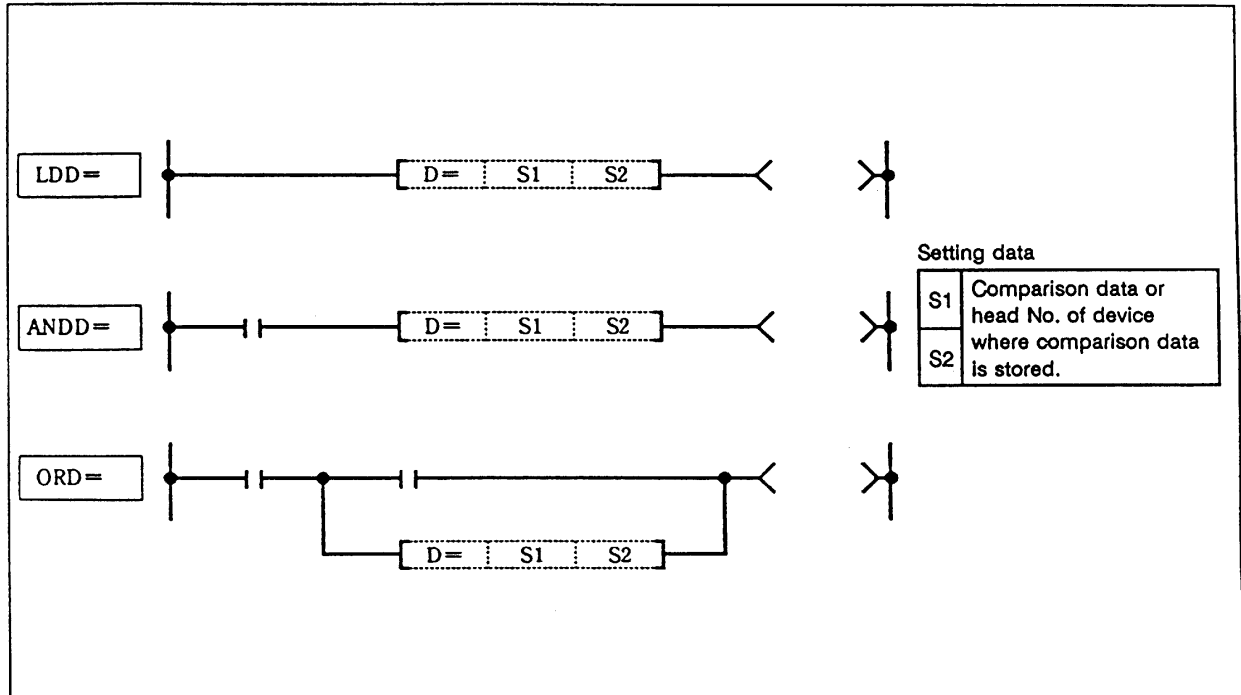 LDD=
D= S1 S2
Setting data
S1 Comparison data or
head No. of device
where comparison data
S2 is stored.
ANDD=
D= S1 S2
ORD=
D= S1 S2